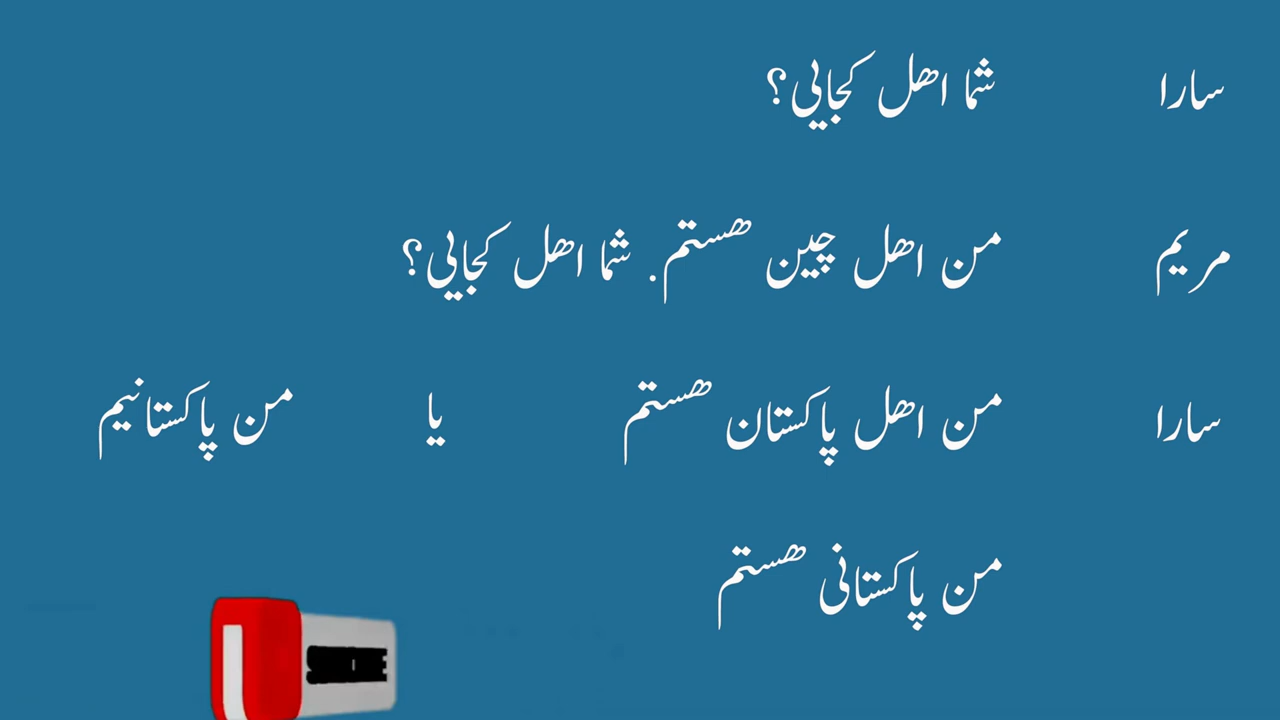 سارا شما اهل کجایی؟
مریم من اهل چین هستم. شما اهل کجایی؟
سارا من اهل پاکستان هستم یا من پاکستانیم
من پاکستانی هستم